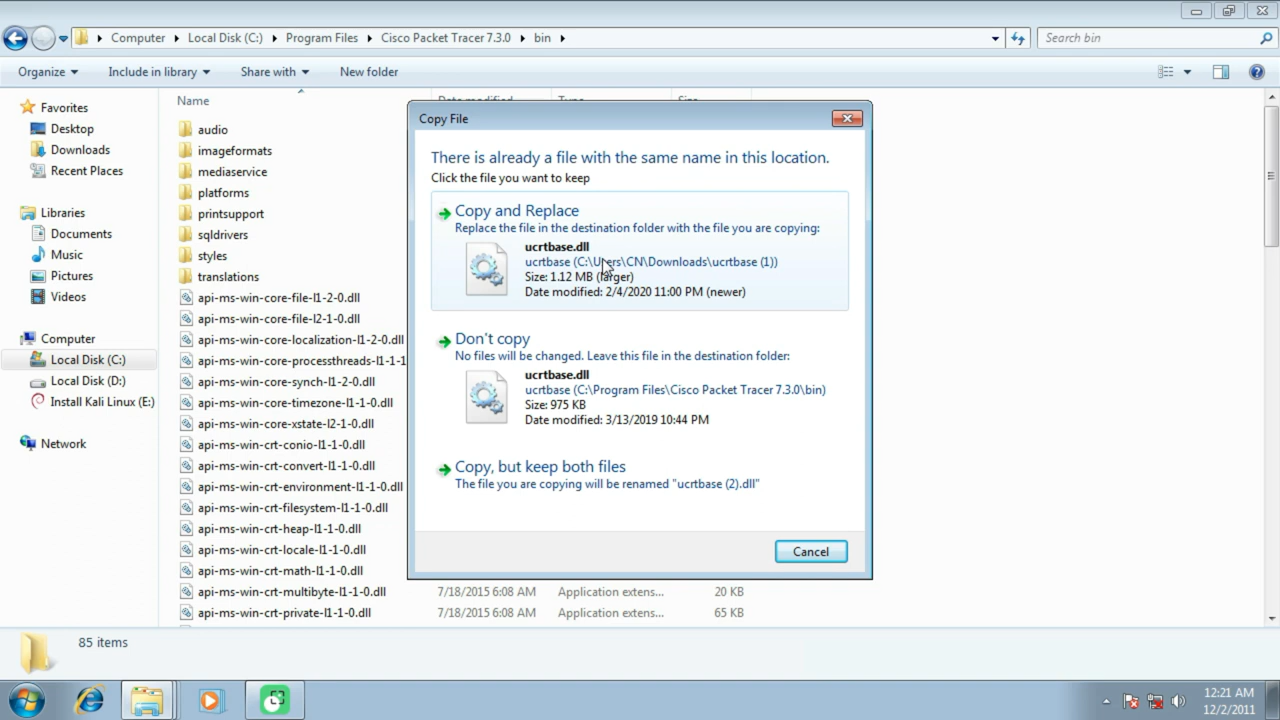 Computer Local Disk (C:) Program Files Cisco Packet Tracer 7.3.0 bin
Search bin
Organize Include in library Share with New folder
Favorites
Desktop
Downloads
Recent Places
Libraries
Documents
Music
Pictures
Videos
Computer
Local Disk (C:)
Local Disk (D:)
Install Kali Linux (E:)
Network
Name Date modified Type Size
audio
imageformats
mediaservice
platforms
printsupport
sqldrivers
styles
translations
api-ms-win-core-file-l1-2-0.dll
api-ms-win-core-file-l2-1-0.dll
api-ms-win-core-localization-l1-2-0.dll
api-ms-win-core-processthreads-l1-1-1
api-ms-win-core-synch-l1-2-0.dll
api-ms-win-core-timezone-l1-1-0.dll
api-ms-win-core-xstate-l2-1-0.dll
api-ms-win-crt-conio-l1-1-0.dll
api-ms-win-crt-convert-l1-1-0.dll
api-ms-win-crt-environment-l1-1-0.dll
api-ms-win-crt-filesystem-l1-1-0.dll
api-ms-win-crt-heap-l1-1-0.dll
api-ms-win-crt-locale-l1-1-0.dll
api-ms-win-crt-math-l1-1-0.dll
api-ms-win-crt-multibyte-l1-1-0.dll 7/18/2015 6:08 AM Application extens... 20 KB
api-ms-win-crt-private-l1-1-0.dll 7/18/2015 6:08 AM Application extens... 65 KB
Copy File
There is already a file with the same name in this location.
Click the file you want to keep
Copy and Replace
Replace the file in the destination folder with the file you are copying:
ucrtbase.dll
ucrtbase (C:\Users\CN\Downloads\ucrtbase (1))
Size: 1.12 MB (larger)
Date modified: 2/4/2020 11:00 PM (newer)
Don't copy
No files will be changed. Leave this file in the destination folder:
ucrtbase.dll
ucrtbase (C:\Program Files\Cisco Packet Tracer 7.3.0\bin)
Size: 975 KB
Date modified: 3/13/2019 10:44 PM
Copy, but keep both files
The file you are copying will be renamed "ucrtbase (2).dll"
Cancel
85 items
12:21 AM
12/2/2011